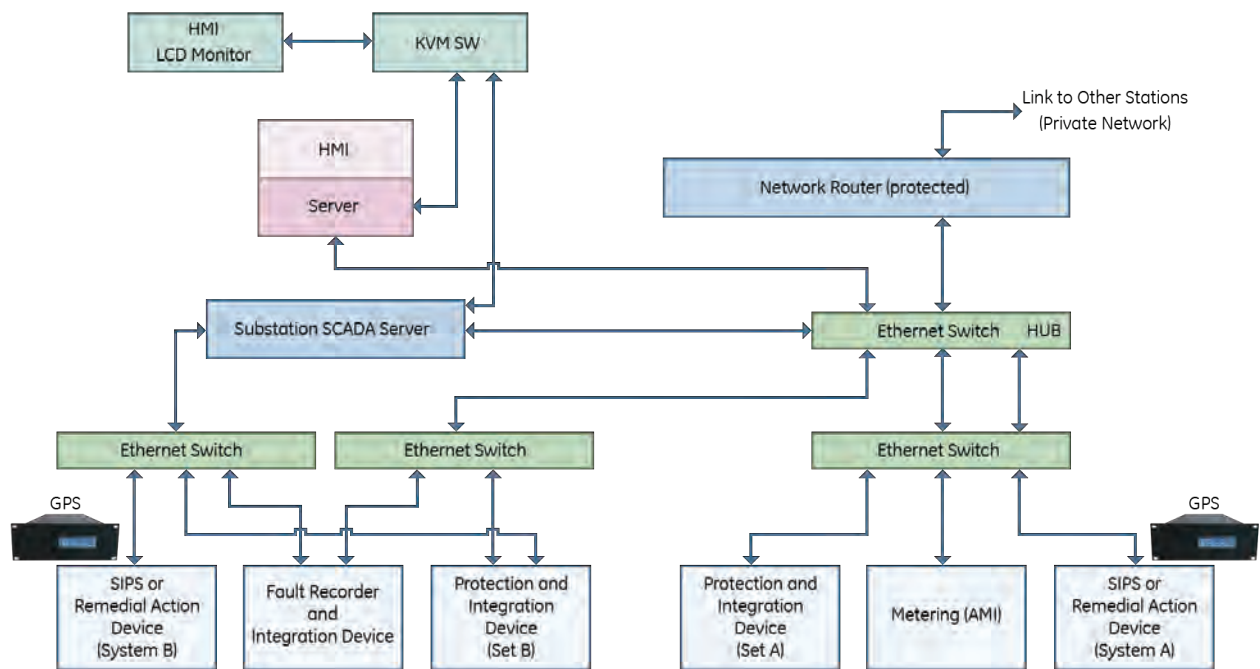 HMI
LCD Monitor
KVM SW
Link to Other Stations
(Private Network)
HMI
Server
Network Router (protected)
Substation SCADA Server
Ethernet Switch HUB
Ethernet Switch
Ethernet Switch
Ethernet Switch
GPS
GPS
SIPS or
Remedial Action
Device
(System B)
Fault Recorder
and
Integration Device
Protection and
Integration
Device
(Set B)
Protection and
Integration
Device
(Set A)
Metering (AMI)
SIPS or
Remedial Action
Device
(System A)